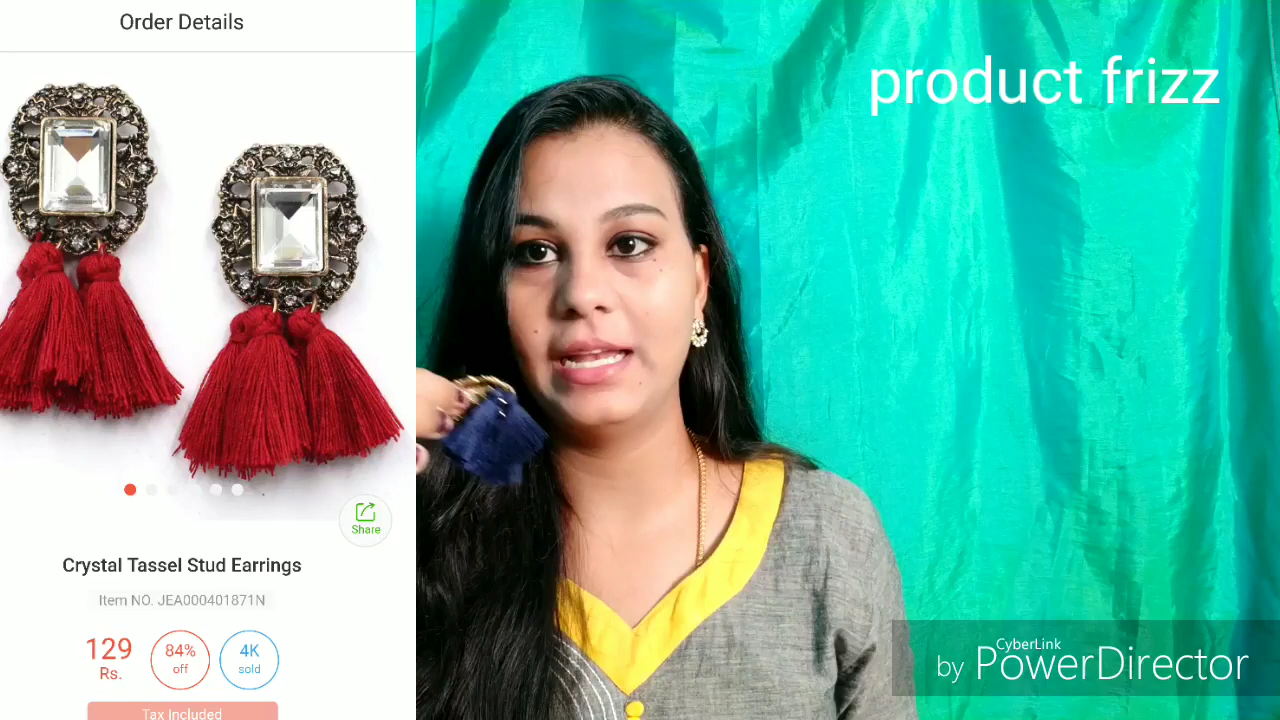 Order Details
product frizz
Share
Crystal Tassel Stud Earrings
Item NO. JEA000401871N
129
Rs.
84%
off
4K
sold
Tax Included
CyberLink
by PowerDirector